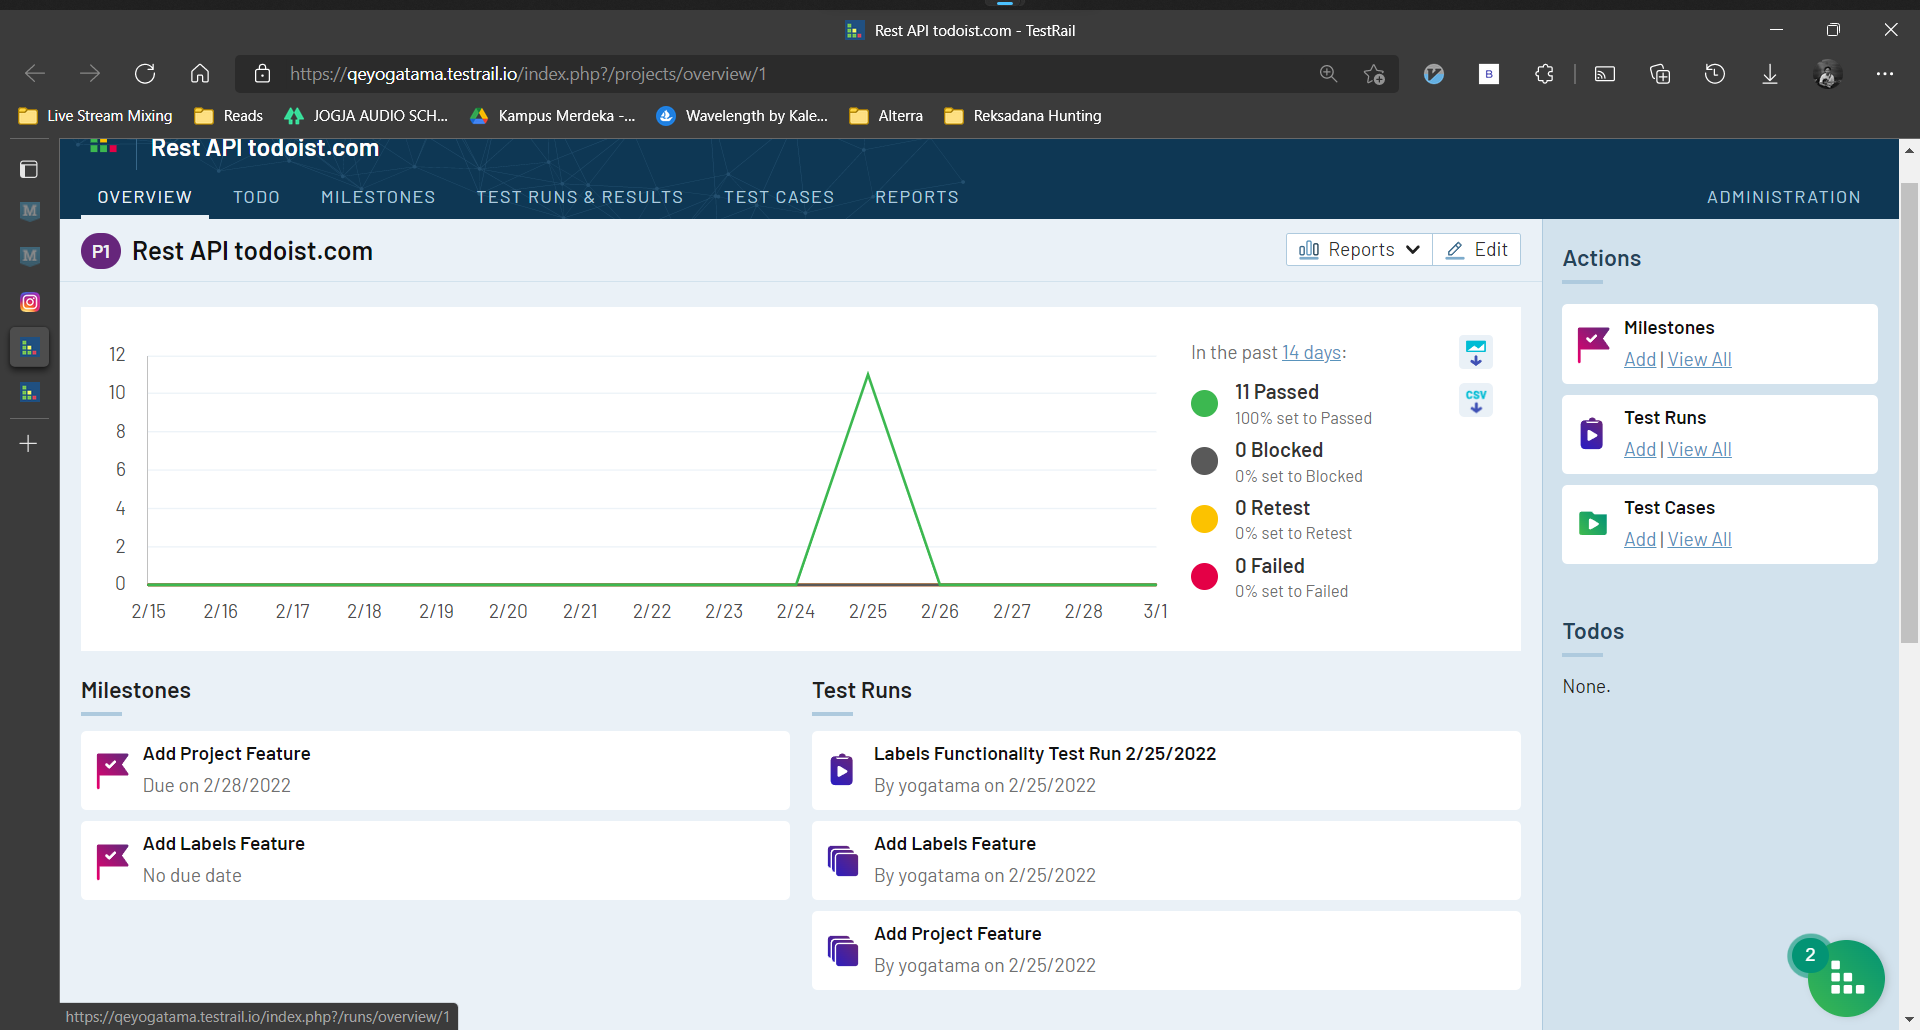 Rest API todoist.com - TestRail
https://qeyogatama.testrail.io/index.php?/projects/overview/1
B
Live Stream Mixing
Reads
JOGJA AUDIO SCH...
Kampus Merdeka -...
Wavelength by Kale...
Alterra
Reksadana Hunting
Rest API todoist.com
OVERVIEW
TODO
MILESTONES
TEST RUNS & RESULTS
TEST CASES
REPORTS
ADMINISTRATION
M
M
P1
Rest API todoist.com
Reports
Edit
12
10
8
6
4
2
0
2/15 2/16 2/17 2/18 2/19 2/20 2/21 2/22 2/23 2/24 2/25 2/26 2/27 2/28 3/1
In the past 14 days:
CSV
11 Passed
100% set to Passed
0 Blocked
0% set to Blocked
0 Retest
0% set to Retest
0 Failed
0% set to Failed
Actions
Milestones
Add | View All
Test Runs
Add | View All
Test Cases
Add | View All
Todos
None.
Milestones
Add Project Feature
Due on 2/28/2022
Add Labels Feature
No due date
Test Runs
Labels Functionality Test Run 2/25/2022
By yogatama on 2/25/2022
Add Labels Feature
By yogatama on 2/25/2022
Add Project Feature
By yogatama on 2/25/2022
2
https://qeyogatama.testrail.io/index.php?/runs/overview/1